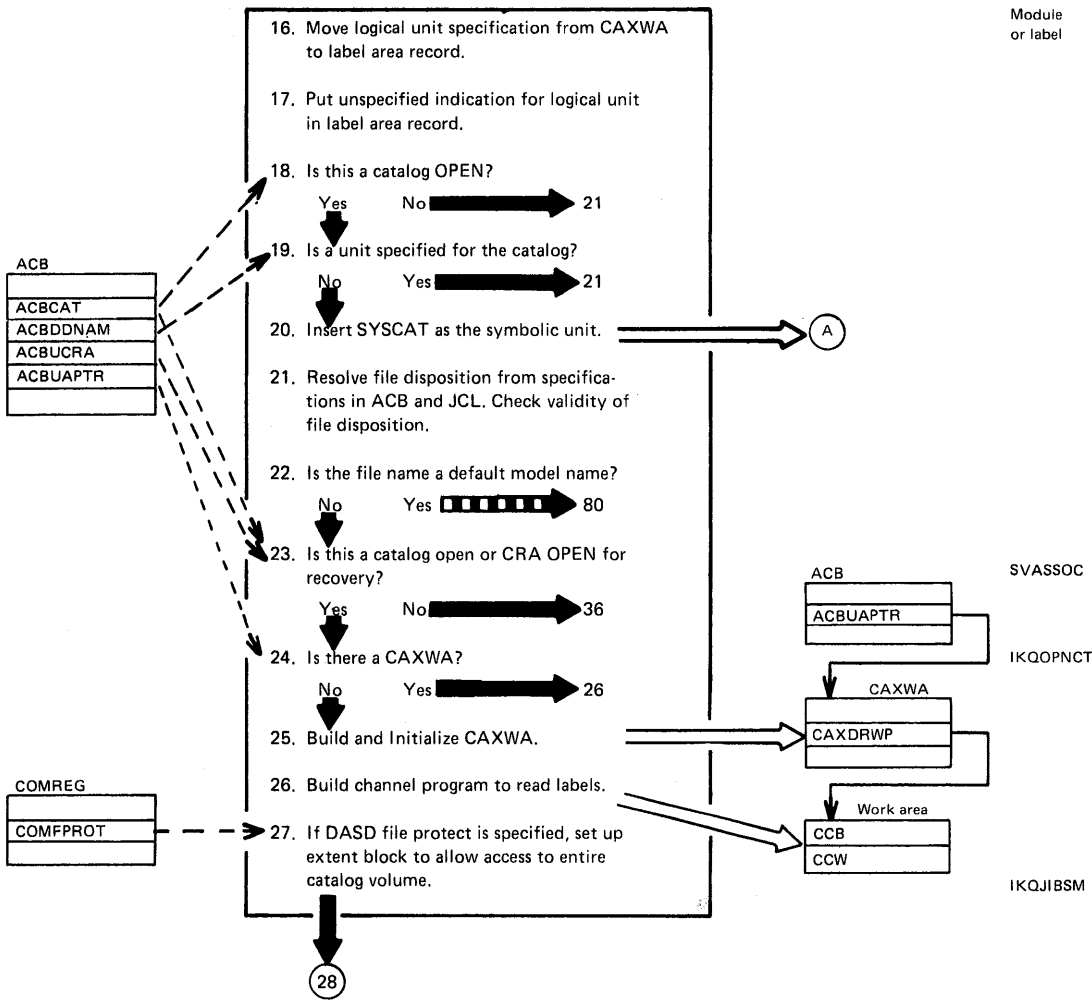 Module
or label
16. Move logical unit specification from CAXWA
to label area record.
17. Put unspecified indication for logical unit
in label area record.
18. Is this a catalog OPEN?
Yes No 21
19. Is a unit specified for the catalog?
No Yes 21
20. Insert SYSCAT as the symbolic unit.
A
21. Resolve file disposition from specifica-
tions in ACB and JCL. Check validity of
file disposition.
22. Is the file name a default model name?
No Yes 80
23. Is this a catalog open or CRA OPEN for
recovery?
Yes No 36
24. Is there a CAXWA?
No Yes 26
25. Build and Initialize CAXWA.
26. Build channel program to read labels.
27. If DASD file protect is specified, set up
extent block to allow access to entire
catalog volume.
28
ACB
ACBCAT
ACBDDNAM
ACBUCRA
ACBUAPTR
COMREG
COMFPROT
ACB
ACBUAPTR
CAXWA
CAXDRWP
Work area
CCB
CCW
SVASSOC
IKQOPNCT
IKQJIBSM